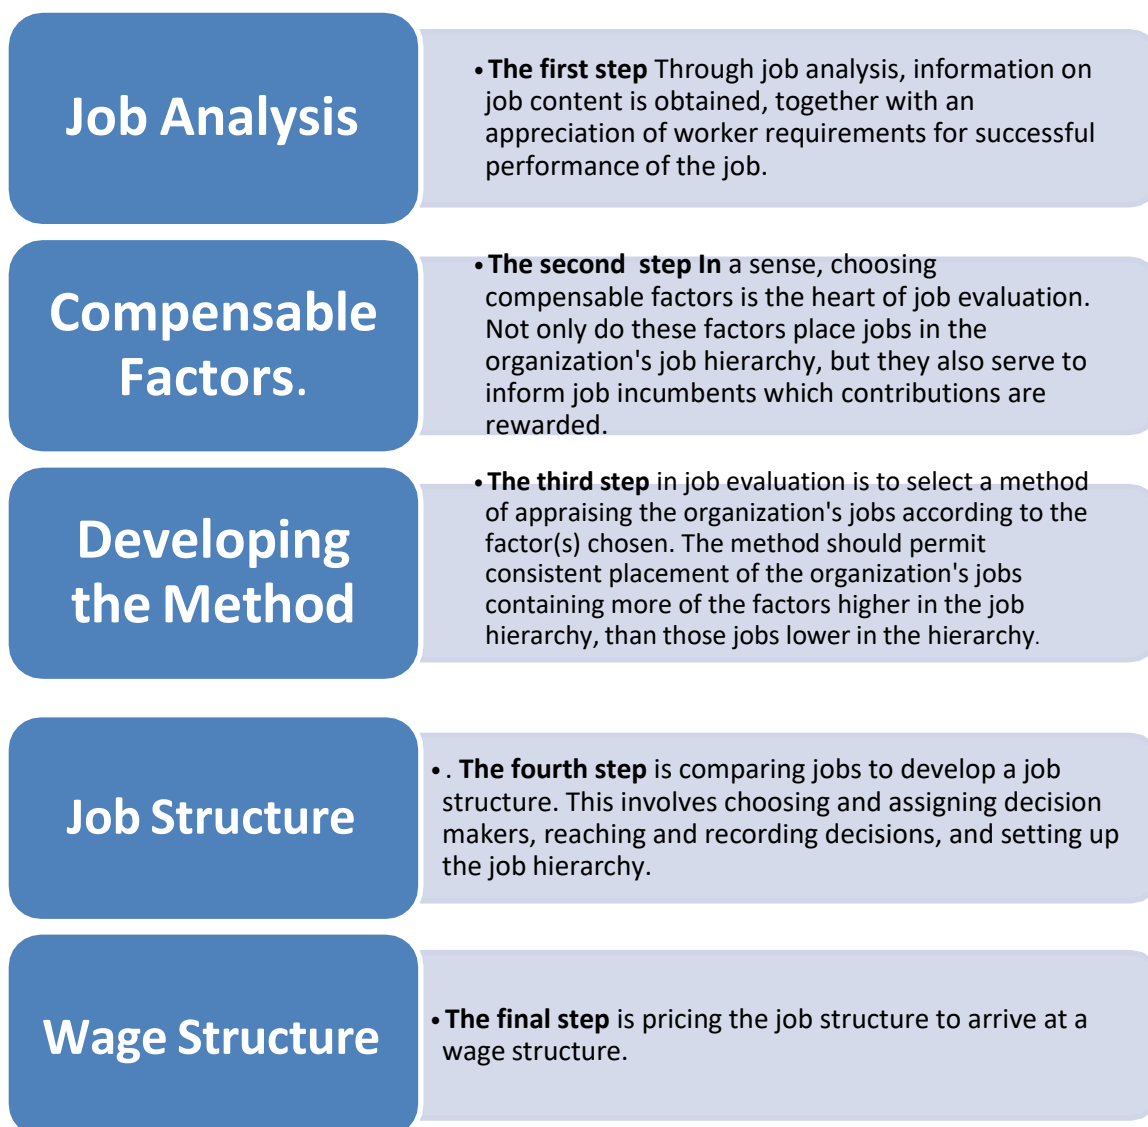 Job Analysis
• The first step Through job analysis, information on
job content is obtained, together with an
appreciation of worker requirements for successful
performance of the job.
Compensable
Factors.
• The second  step In a sense, choosing
compensable factors is the heart of job evaluation.
Not only do these factors place jobs in the
organization's job hierarchy, but they also serve to
inform job incumbents which contributions are
rewarded.
Developing
the Method
• The third step in job evaluation is to select a method
of appraising the organization's jobs according to the
factor(s) chosen. The method should permit
consistent placement of the organization's jobs
containing more of the factors higher in the job
hierarchy, than those jobs lower in the hierarchy.
Job Structure
• . The fourth step is comparing jobs to develop a job
structure. This involves choosing and assigning decision
makers, reaching and recording decisions, and setting up
the job hierarchy.
Wage Structure
• The final step is pricing the job structure to arrive at a
wage structure.